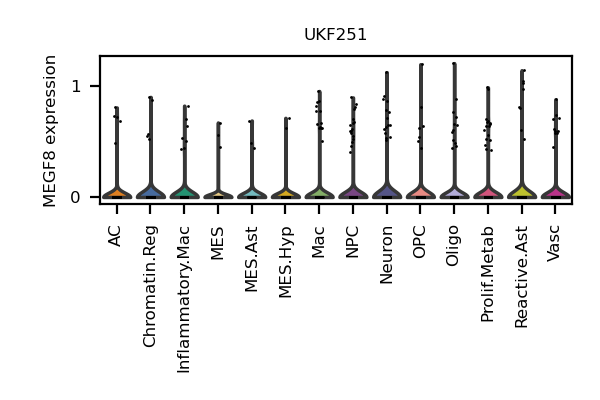 UKF251
MEGF8 expression
1
0
AC
Chromatin.Reg
Inflammatory.Mac
MES
MES.Ast
MES.Hyp
Mac
NPC
Neuron
OPC
Oligo
Prolif.Metab
Reactive.Ast
Vasc